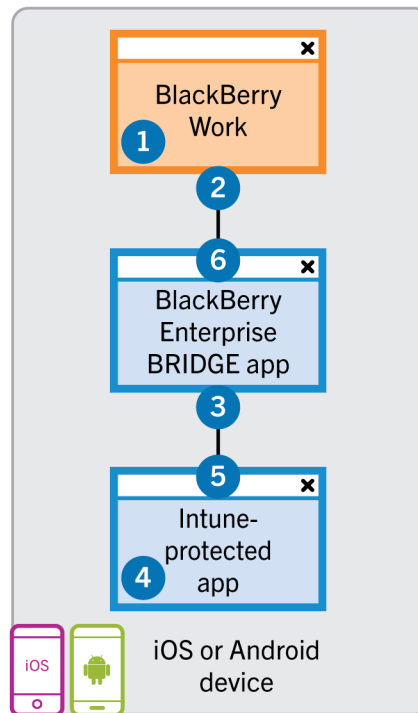 BlackBerry
Work
1
2
6
BlackBerry
Enterprise
BRIDGE app
3
5
Intune-
protected
app
4
iOS
iOS or Android
device